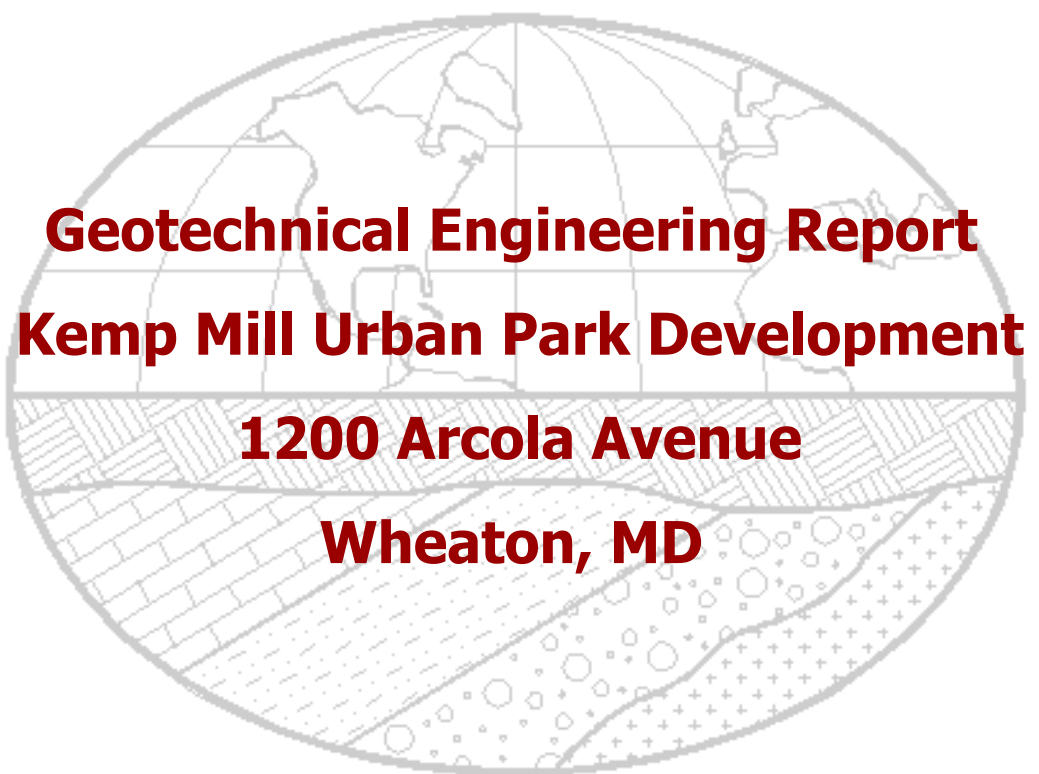 Geotechnical Engineering Report
Kemp Mill Urban Park Development
1200 Arcola Avenue
Wheaton, MD